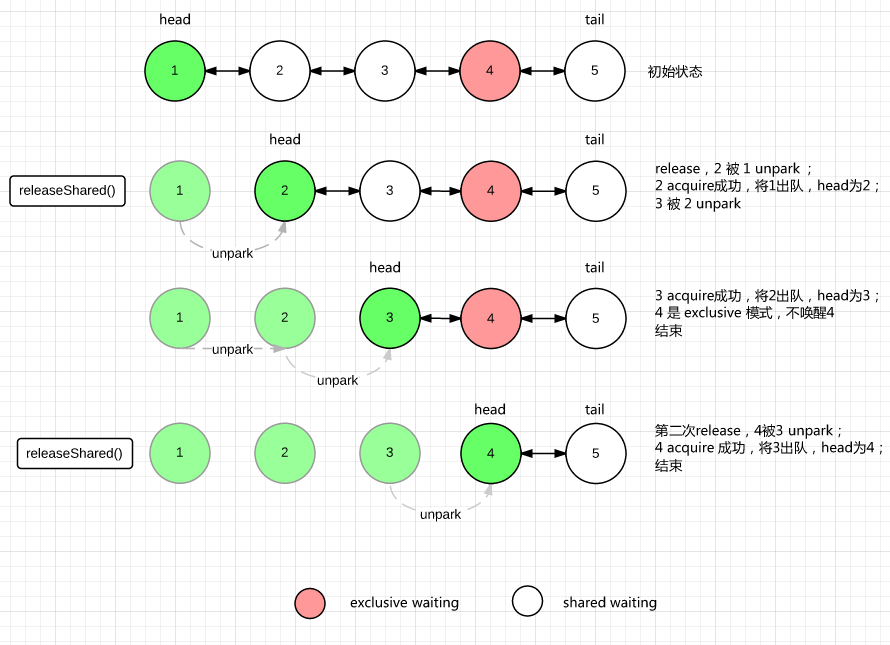 head
tail
1
2
3
4
5
初始状态
head
tail
releaseShared()
1
2
3
4
5
release，2 被 1 unpark ；
2 acquire成功，将1出队，head为2；
3 被 2 unpark
unpark
head
tail
1
2
3
4
5
3 acquire成功，将2出队，head为3；
4 是 exclusive 模式，不唤醒4
结束
unpark
unpark
head
tail
releaseShared()
1
2
3
4
5
第二次release，4被3 unpark；
4 acquire 成功，将3出队，head为4；
结束
unpark
exclusive waiting
shared waiting